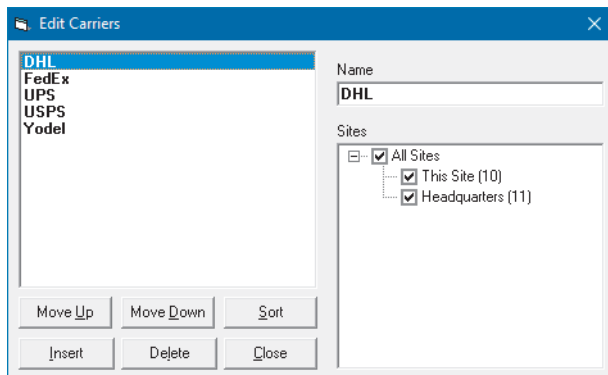 Edit Carriers
DHL
FedEx
UPS
USPS
Yodel
Name
DHL
Sites
All Sites
This Site (10)
Headquarters (11)
Move Up
Move Down
Sort
Insert
Delete
Close